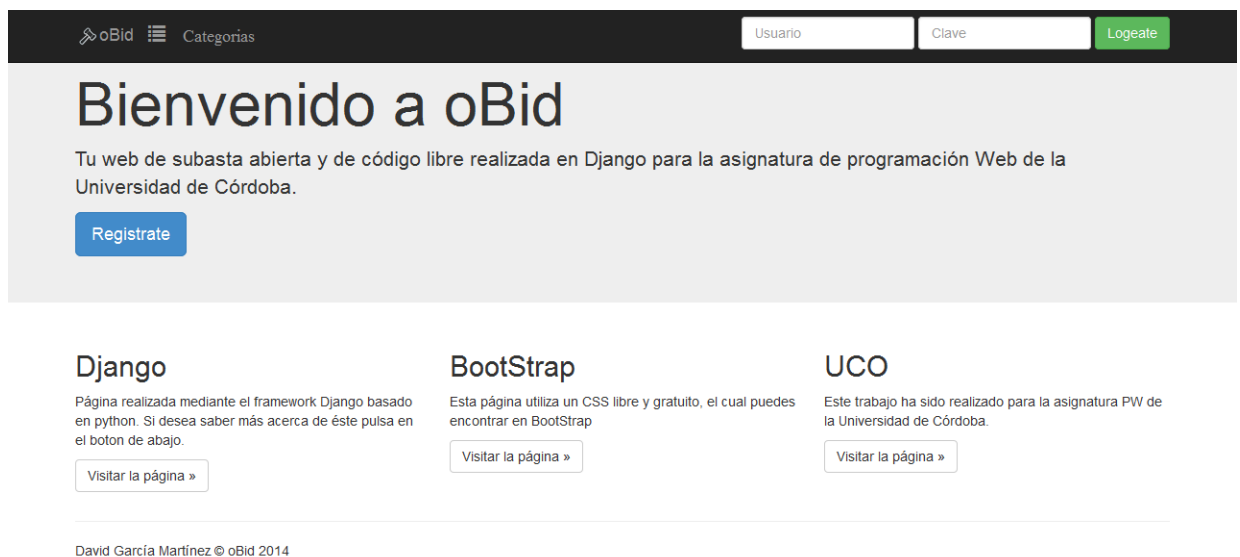 oBid Categorias Usuario Clave Logeate
Bienvenido a oBid
Tu web de subasta abierta y de código libre realizada en Django para la asignatura de programación Web de la
Universidad de Córdoba.
Registrate
Django
Página realizada mediante el framework Django basado
en python. Si desea saber más acerca de éste pulsa en
el boton de abajo.
Visitar la página »
BootStrap
Esta página utiliza un CSS libre y gratuito, el cual puedes
encontrar en BootStrap
Visitar la página »
UCO
Este trabajo ha sido realizado para la asignatura PW de
la Universidad de Córdoba.
Visitar la página »
David García Martínez © oBid 2014